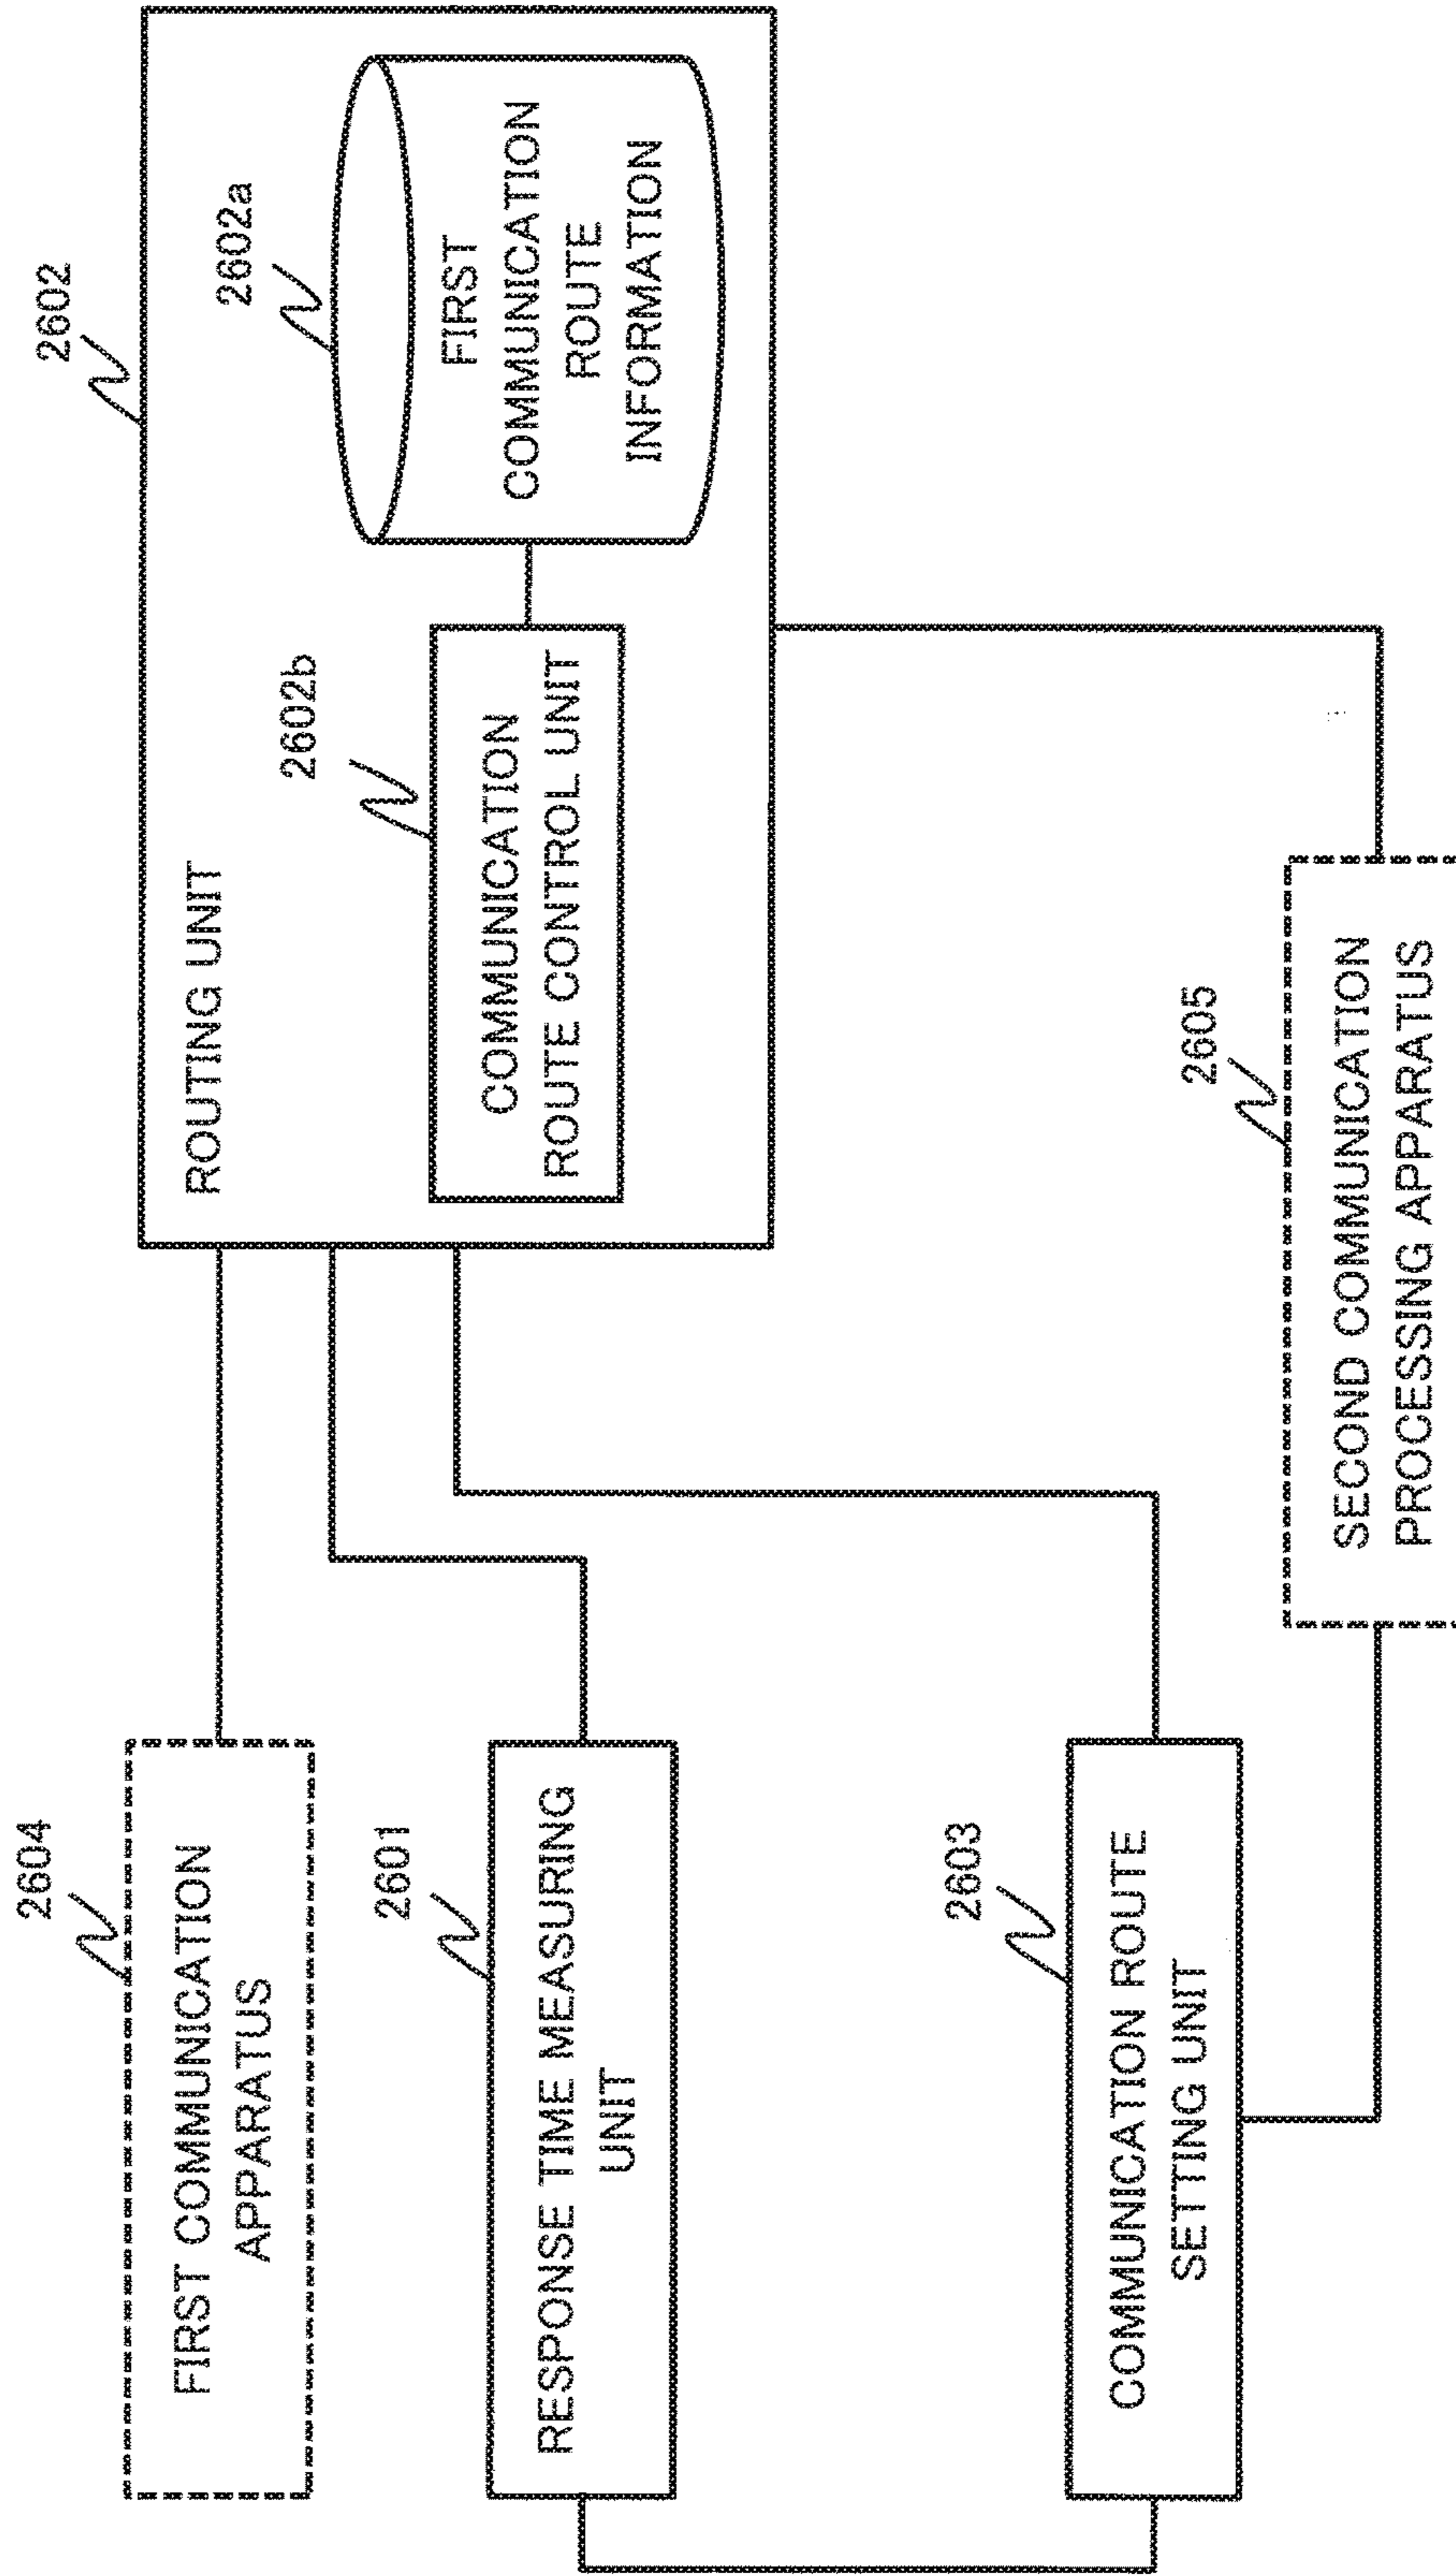 2604
FIRST COMMUNICATION
APPARATUS
2601
RESPONSE TIME MEASURING
UNIT
2603
COMMUNICATION ROUTE
SETTING UNIT
2602
ROUTING UNIT
2602b
COMMUNICATION
ROUTE CONTROL UNIT
2602a
FIRST
COMMUNICATION
ROUTE
INFORMATION
2605
SECOND COMMUNICATION
PROCESSING APPARATUS